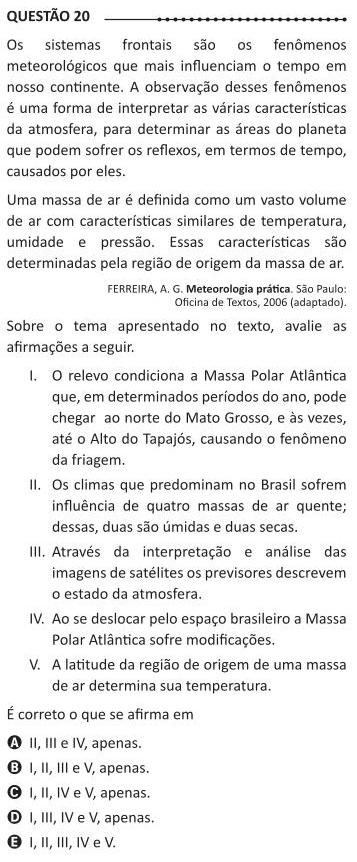 QUESTÃO 20
Os sistemas frontais são os fenômenos
meteorológicos que mais influenciam o tempo em
nosso continente. A observação desses fenômenos
é uma forma de interpretar as várias características
da atmosfera, para determinar as áreas do planeta
que podem sofrer os reflexos, em termos de tempo,
causados por eles.
Uma massa de ar é definida como um vasto volume
de ar com características similares de temperatura,
umidade e pressão. Essas características são
determinadas pela região de origem da massa de ar.
FERREIRA, A. G. Meteorologia prática. São Paulo:
Oficina de Textos, 2006 (adaptado).
Sobre o tema apresentado no texto, avalie as
afirmações a seguir.
I. O relevo condiciona a Massa Polar Atlântica
que, em determinados períodos do ano, pode
chegar ao norte do Mato Grosso, e às vezes,
até o Alto do Tapajós, causando o fenômeno
da friagem.
II. Os climas que predominam no Brasil sofrem
influência de quatro massas de ar quente;
dessas, duas são úmidas e duas secas.
III. Através da interpretação e análise das
imagens de satélites os previsores descrevem
o estado da atmosfera.
IV. Ao se deslocar pelo espaço brasileiro a Massa
Polar Atlântica sofre modificações.
V. A latitude da região de origem de uma massa
de ar determina sua temperatura.
É correto o que se afirma em
A II, III e IV, apenas.
B I, II, III e V, apenas.
C I, II, IV e V, apenas.
D I, III, IV e V, apenas.
E I, II, III, IV e V.